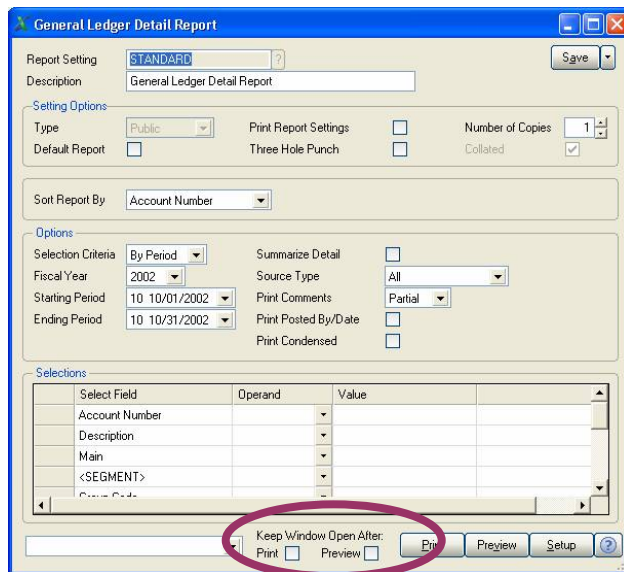 General Ledger Detail Report
Report Setting STANDARD ? Save
Description General Ledger Detail Report
Setting Options
Type Public Print Report Settings Number of Copies 1
Default Report Three Hole Punch Collated
Sort Report By Account Number
Options
Selection Criteria By Period Summarize Detail
Fiscal Year 2002 Source Type All
Starting Period 10 10/01/2002 Print Comments Partial
Ending Period 10 10/31/2002 Print Posted By/Date
Print Condensed
Selections
Select Field Operand Value
Account Number
Description
Main
<SEGMENT>
Keep Window Open After:
Print Preview Print Preview Setup ?